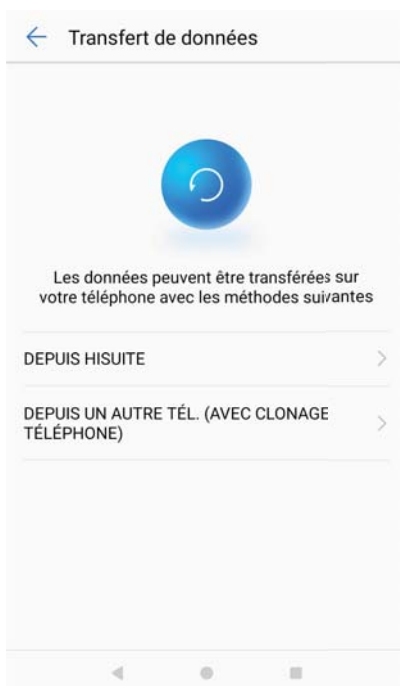 Transfert de données
Les données peuvent être transférées sur
votre téléphone avec les méthodes suivantes
DEPUIS HISUITE
DEPUIS UN AUTRE TÉL. (AVEC CLONAGE
TÉLÉPHONE)